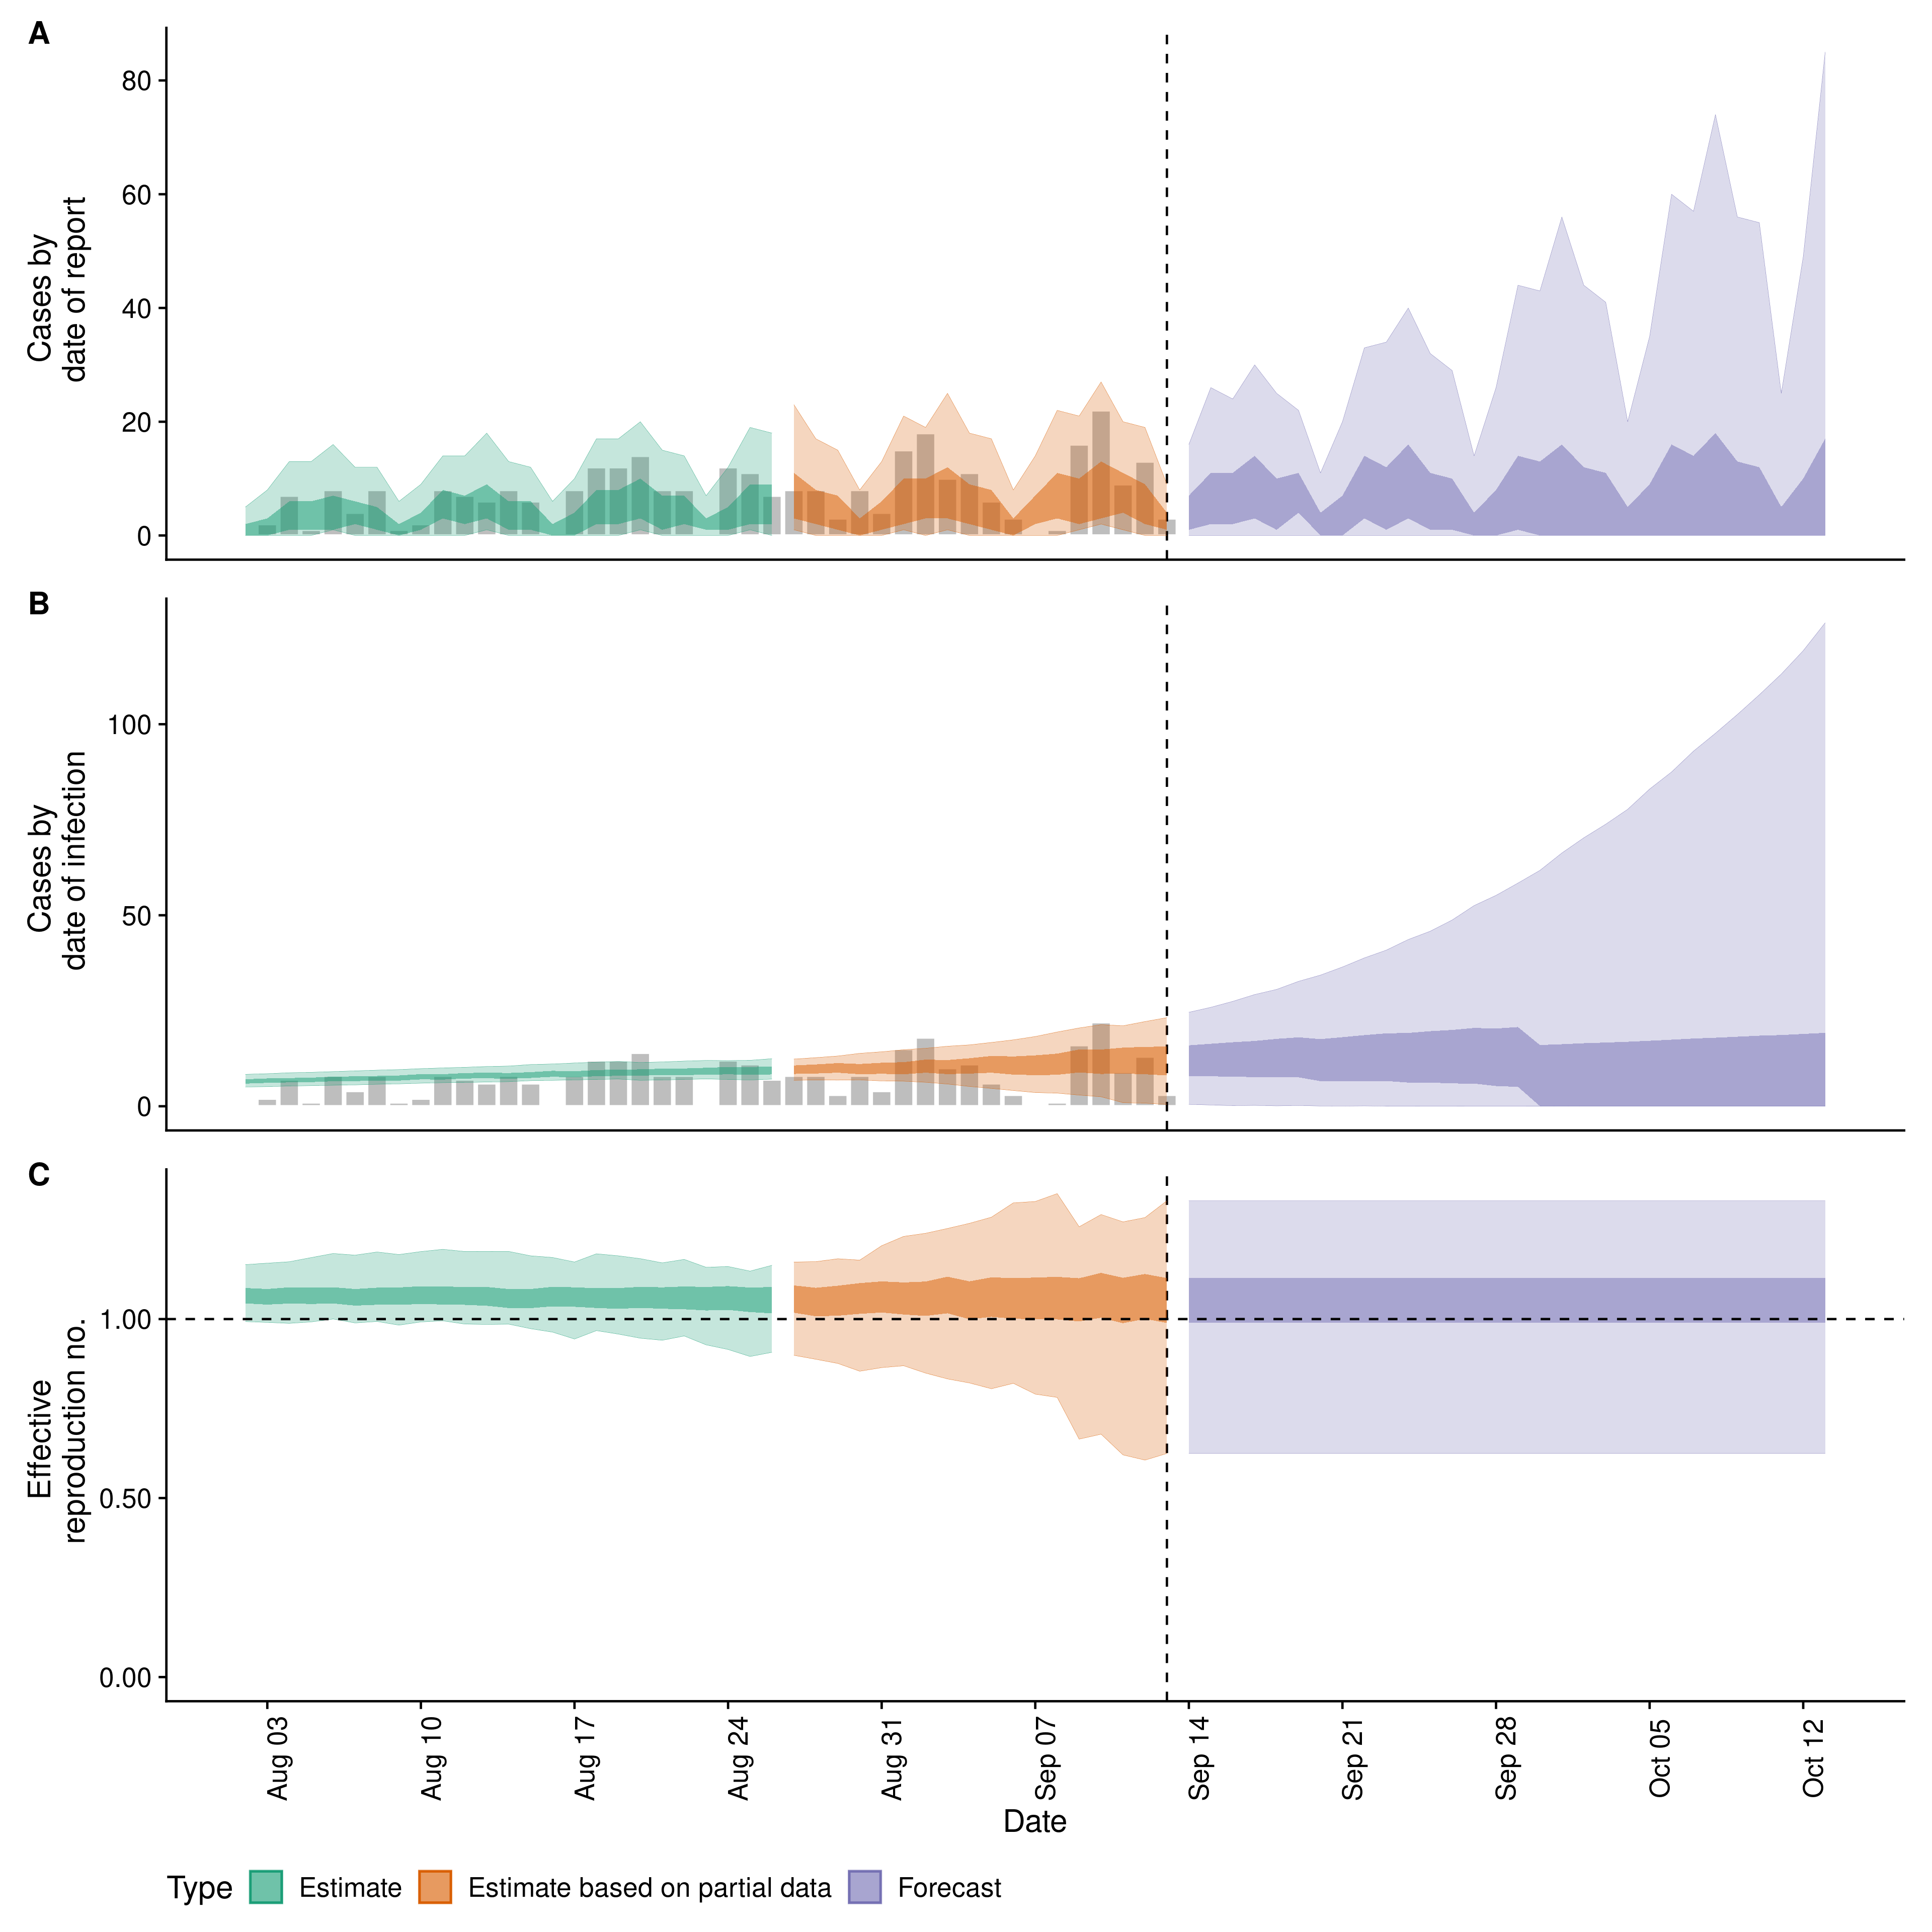 A
80
60
40
20
0
Cases by
date of report
B
100
50
0
Cases by
date of infection
C
1.00
0.50
0.00
Effective
reproduction no.
Aug 03
Aug 10
Aug 17
Aug 24
Aug 31
Sep 07
Sep 14
Sep 21
Sep 28
Oct 05
Oct 12
Date
Type Estimate Estimate based on partial data Forecast